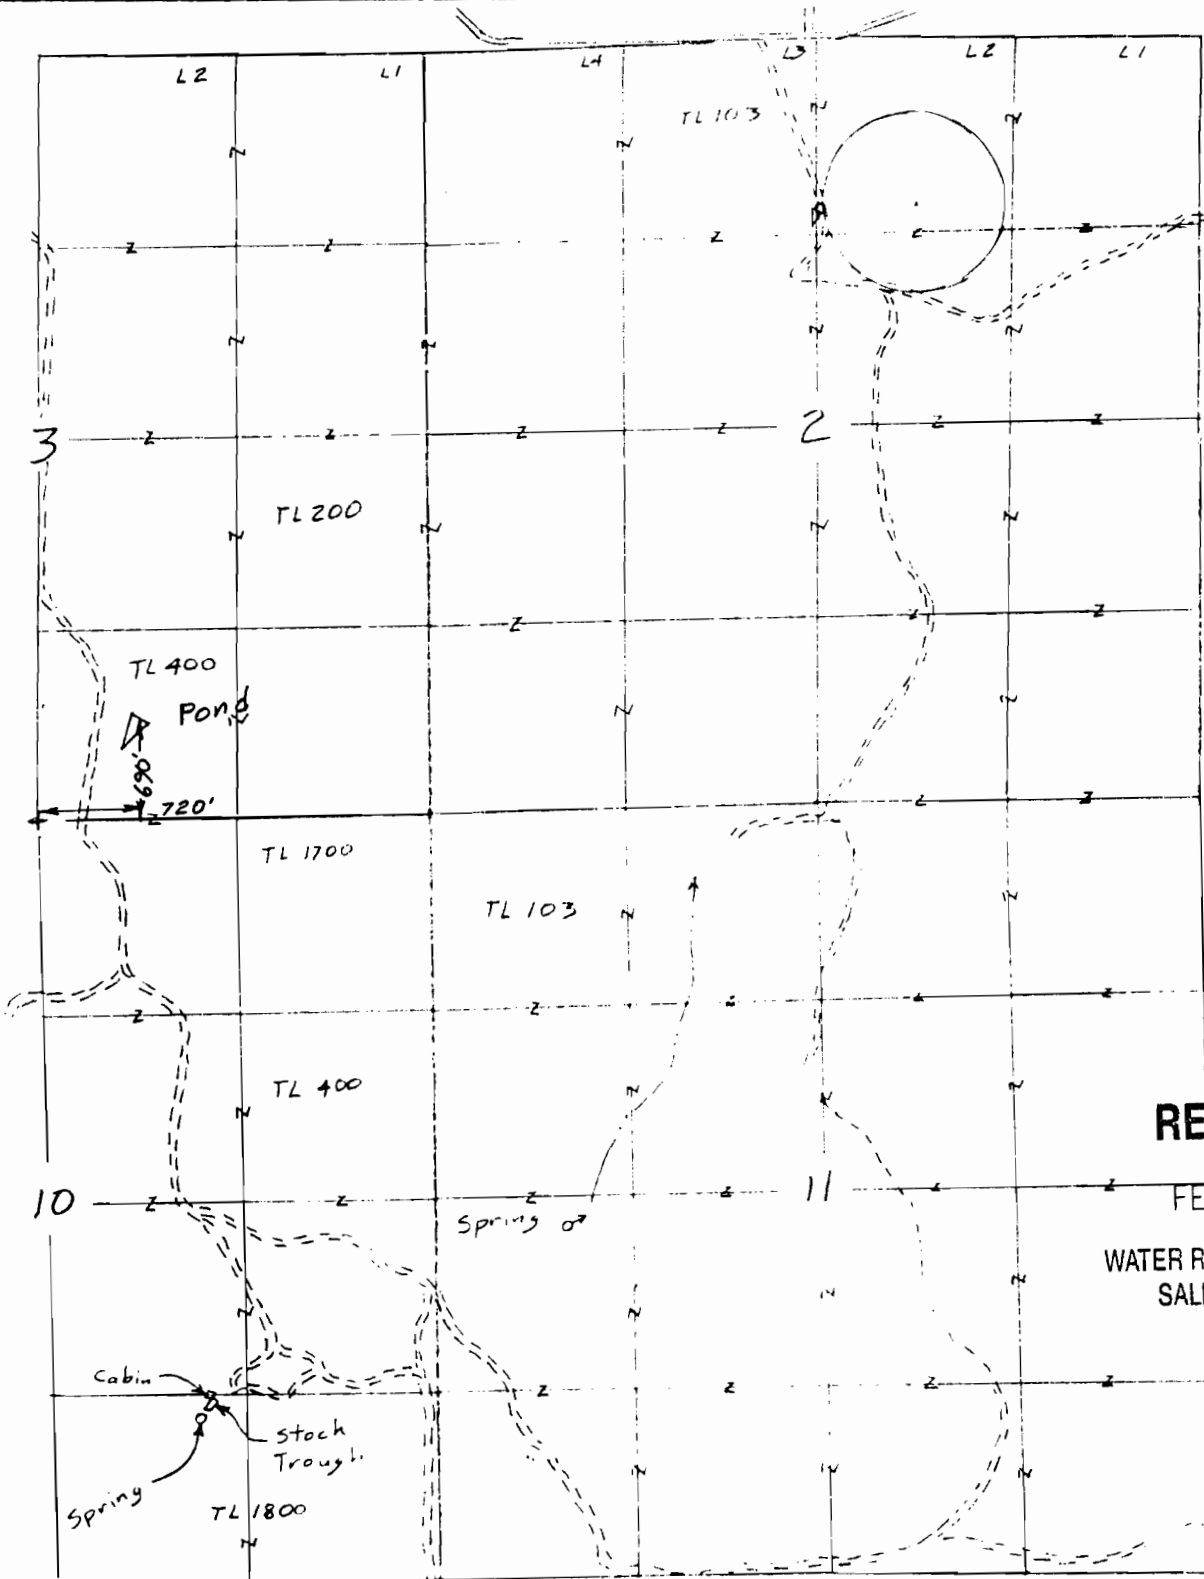 L2 L1 L4 L3 L2 L1
TL 103
3 2
TL 200
TL 400
Pond
690'
720'
TL 1700
TL 103
TL 400
RE
10 11
FE
Spring
WATER R
SAL
Cabin
Stock
Trough
Spring
TL 1800